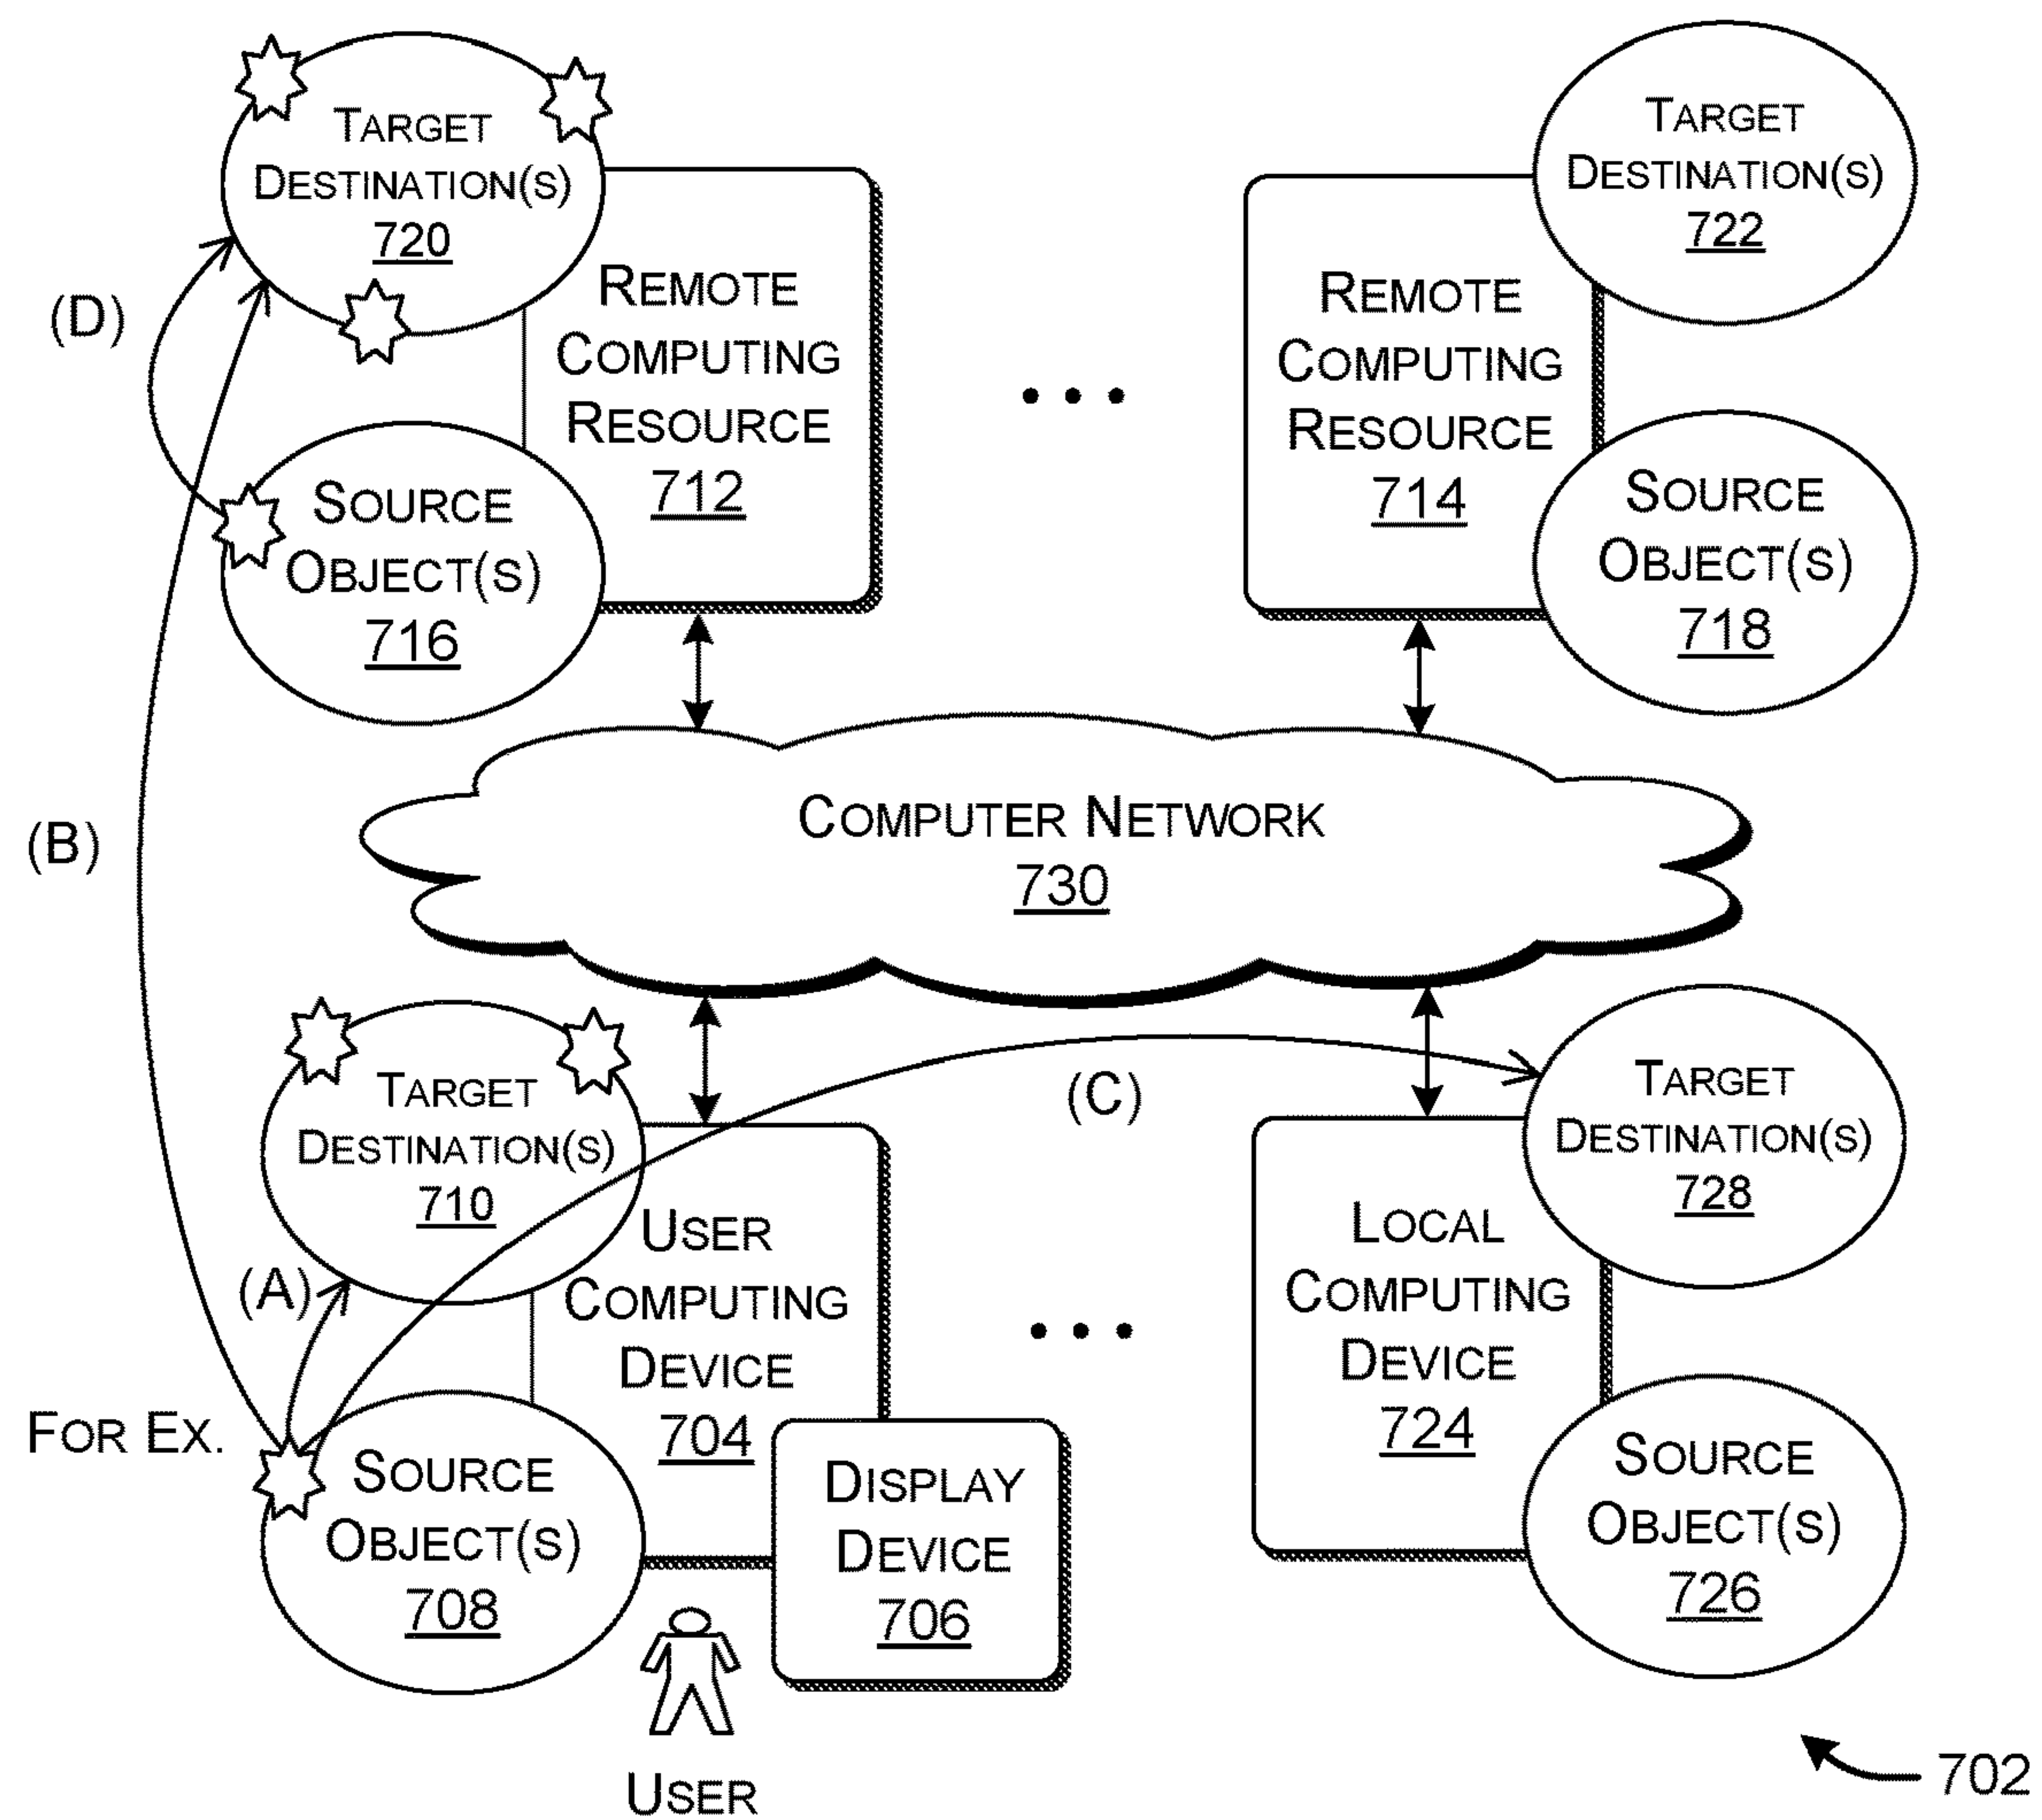 TARGET
DESTINATION(S)
720
REMOTE
COMPUTING
RESOURCE
712
(D)
SOURCE
OBJECT(S)
716
• • •
TARGET
DESTINATION(S)
722
REMOTE
COMPUTING
RESOURCE
714
SOURCE
OBJECT(S)
718
(B)
COMPUTER NETWORK
730
TARGET
DESTINATION(S)
710
(A)
USER
COMPUTING
DEVICE
704
(C)
FOR EX.
SOURCE
OBJECT(S)
708
DISPLAY
DEVICE
706
USER
• • •
TARGET
DESTINATION(S)
728
LOCAL
COMPUTING
DEVICE
724
SOURCE
OBJECT(S)
726
702